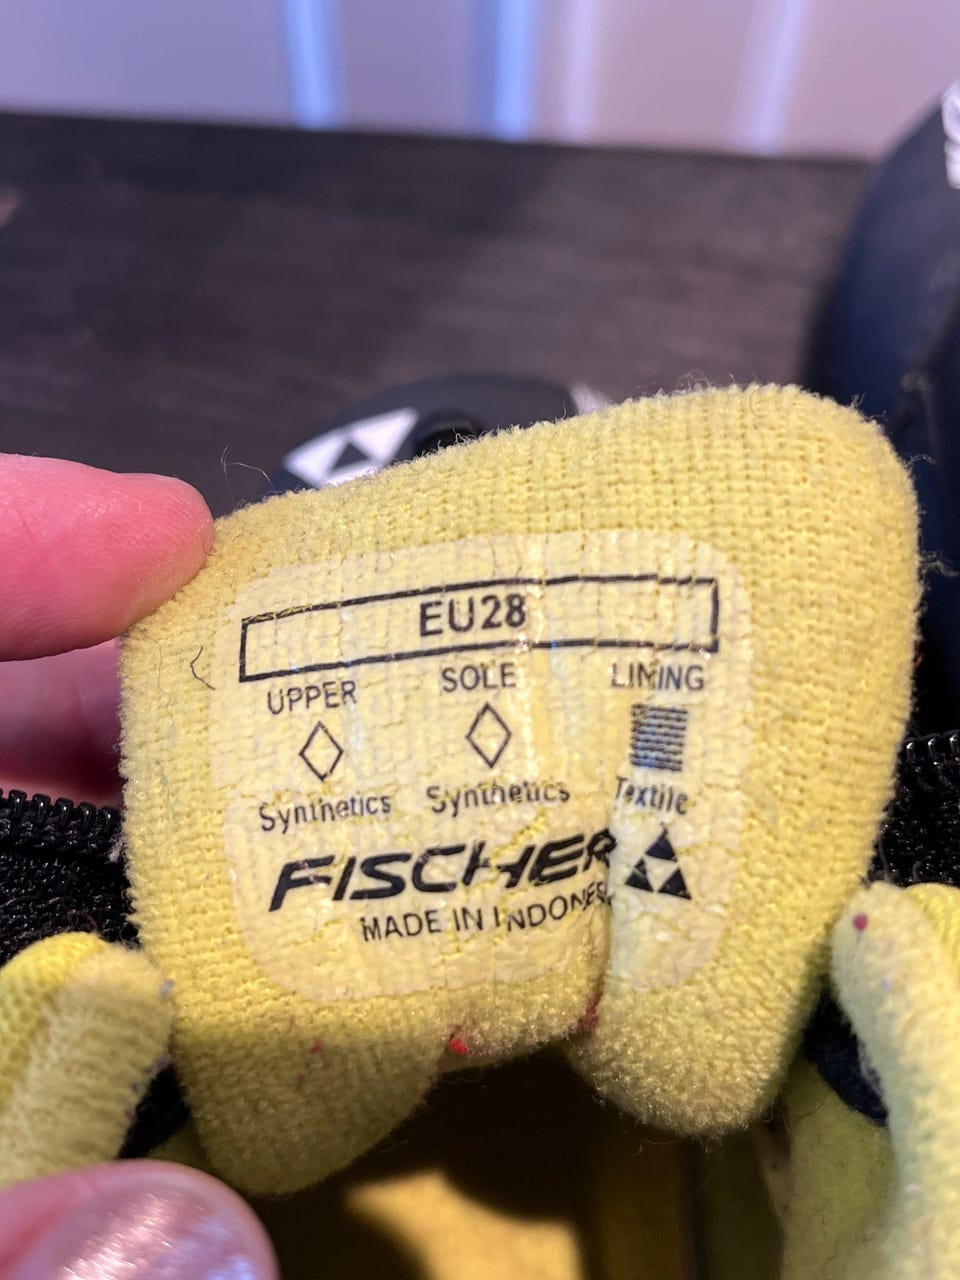 EU28
UPPER SOLE LINING
Synthetics Synthetics Textile
FISCHER
MADE IN INDONES